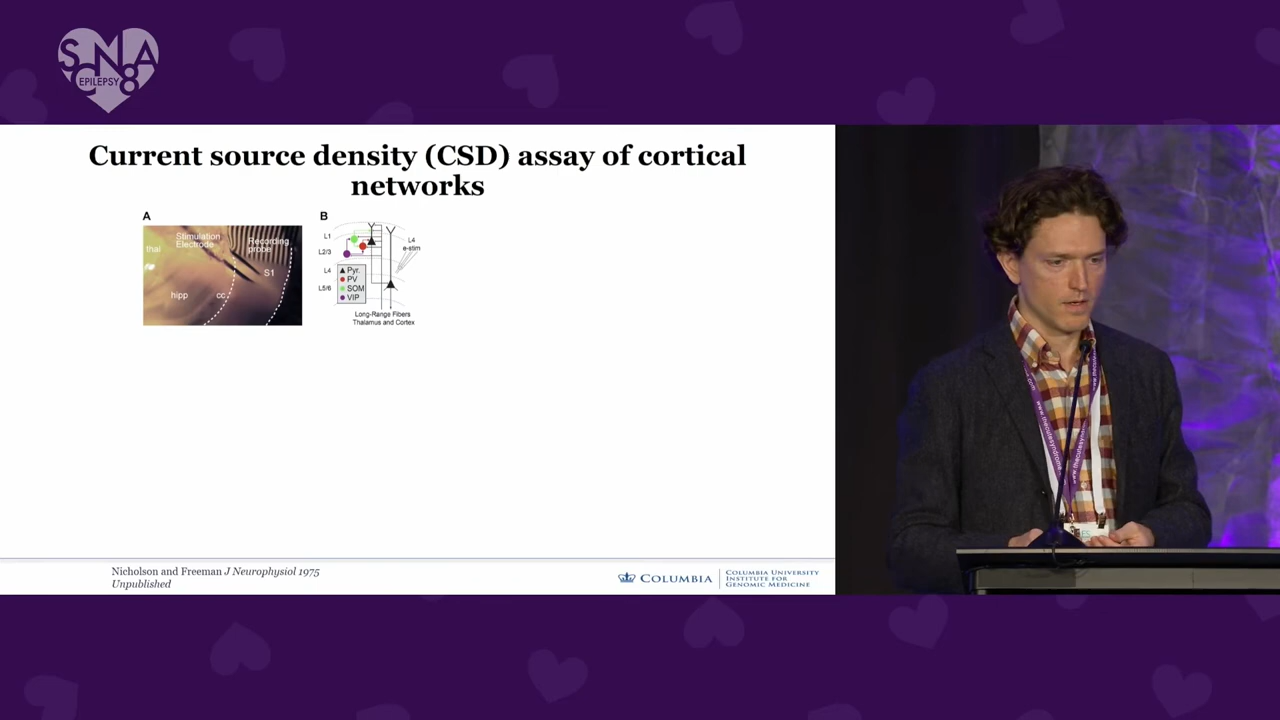 SCNA8
EPILEPSY
Current source density (CSD) assay of cortical
networks
A
Stimulation
Electrode
Recording
probe
thal
S1
hipp
cc
B
L1
L2/3
L4
L5/6
L4
e-stim
Pyr.
PV
SOM
VIP
Long-Range Fibers
Thalamus and Cortex
Nicholson and Freeman J Neurophysiol 1975
Unpublished
COLUMBIA
COLUMBIA UNIVERSITY
INSTITUTE FOR
GENOMIC MEDICINE